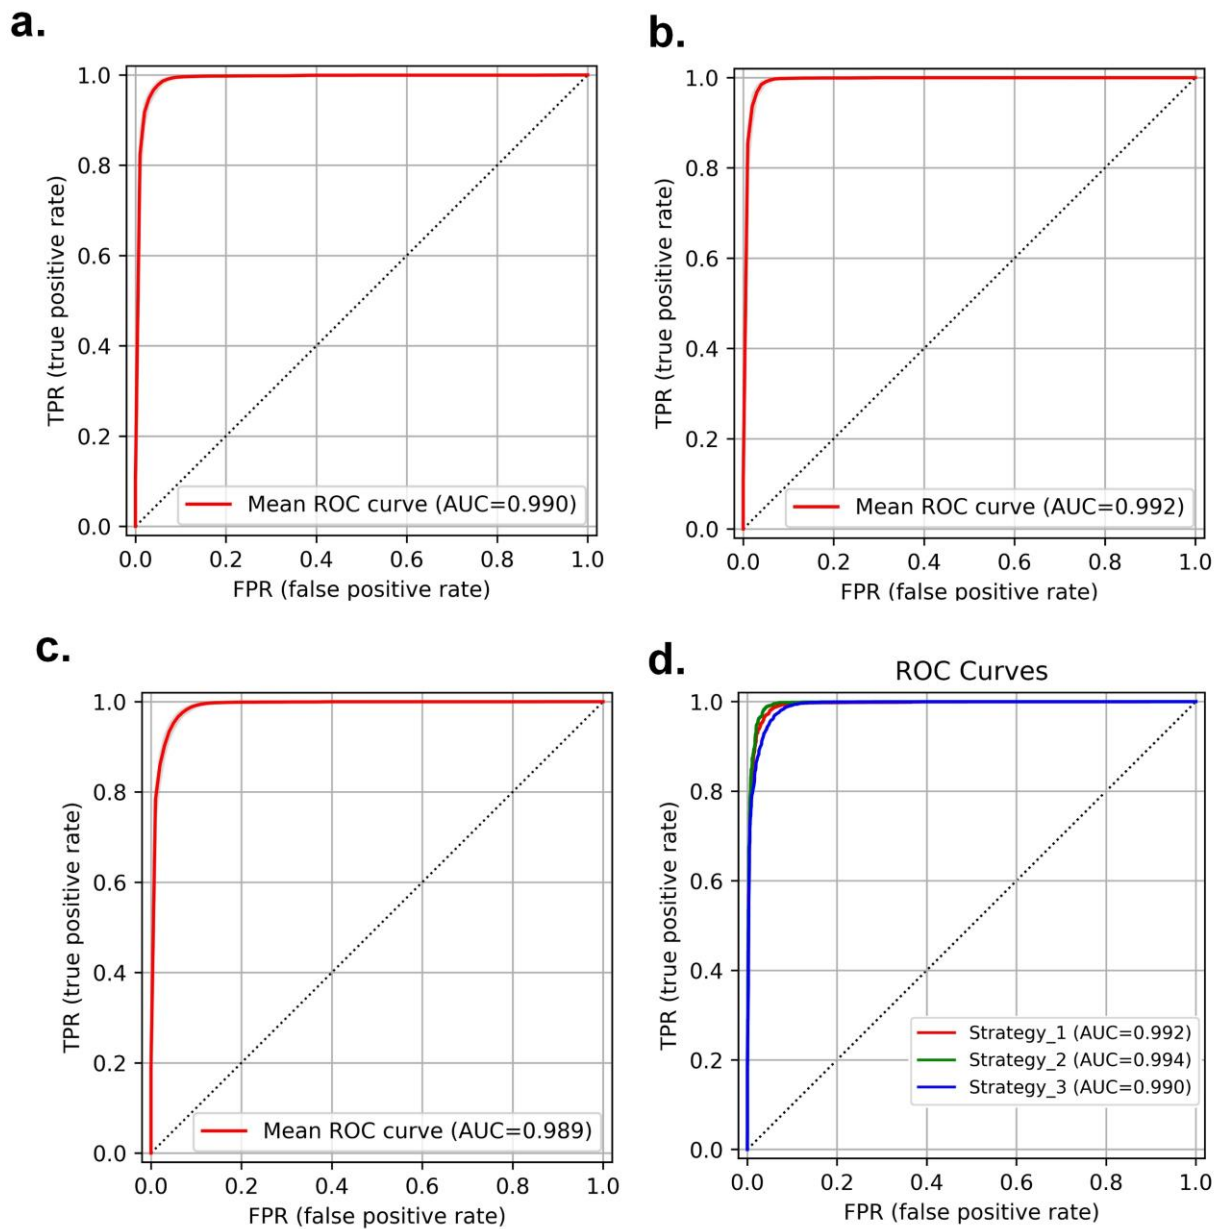 a.
1.0
0.8
0.6
0.4
0.2
0.0
TPR (true positive rate)
Mean ROC curve (AUC=0.990)
0.0 0.2 0.4 0.6 0.8 1.0
FPR (false positive rate)
b.
1.0
0.8
0.6
0.4
0.2
0.0
TPR (true positive rate)
Mean ROC curve (AUC=0.992)
0.0 0.2 0.4 0.6 0.8 1.0
FPR (false positive rate)
c.
1.0
0.8
0.6
0.4
0.2
0.0
TPR (true positive rate)
Mean ROC curve (AUC=0.989)
0.0 0.2 0.4 0.6 0.8 1.0
FPR (false positive rate)
d.
ROC Curves
1.0
0.8
0.6
0.4
0.2
0.0
TPR (true positive rate)
Strategy_1 (AUC=0.992)
Strategy_2 (AUC=0.994)
Strategy_3 (AUC=0.990)
0.0 0.2 0.4 0.6 0.8 1.0
FPR (false positive rate)